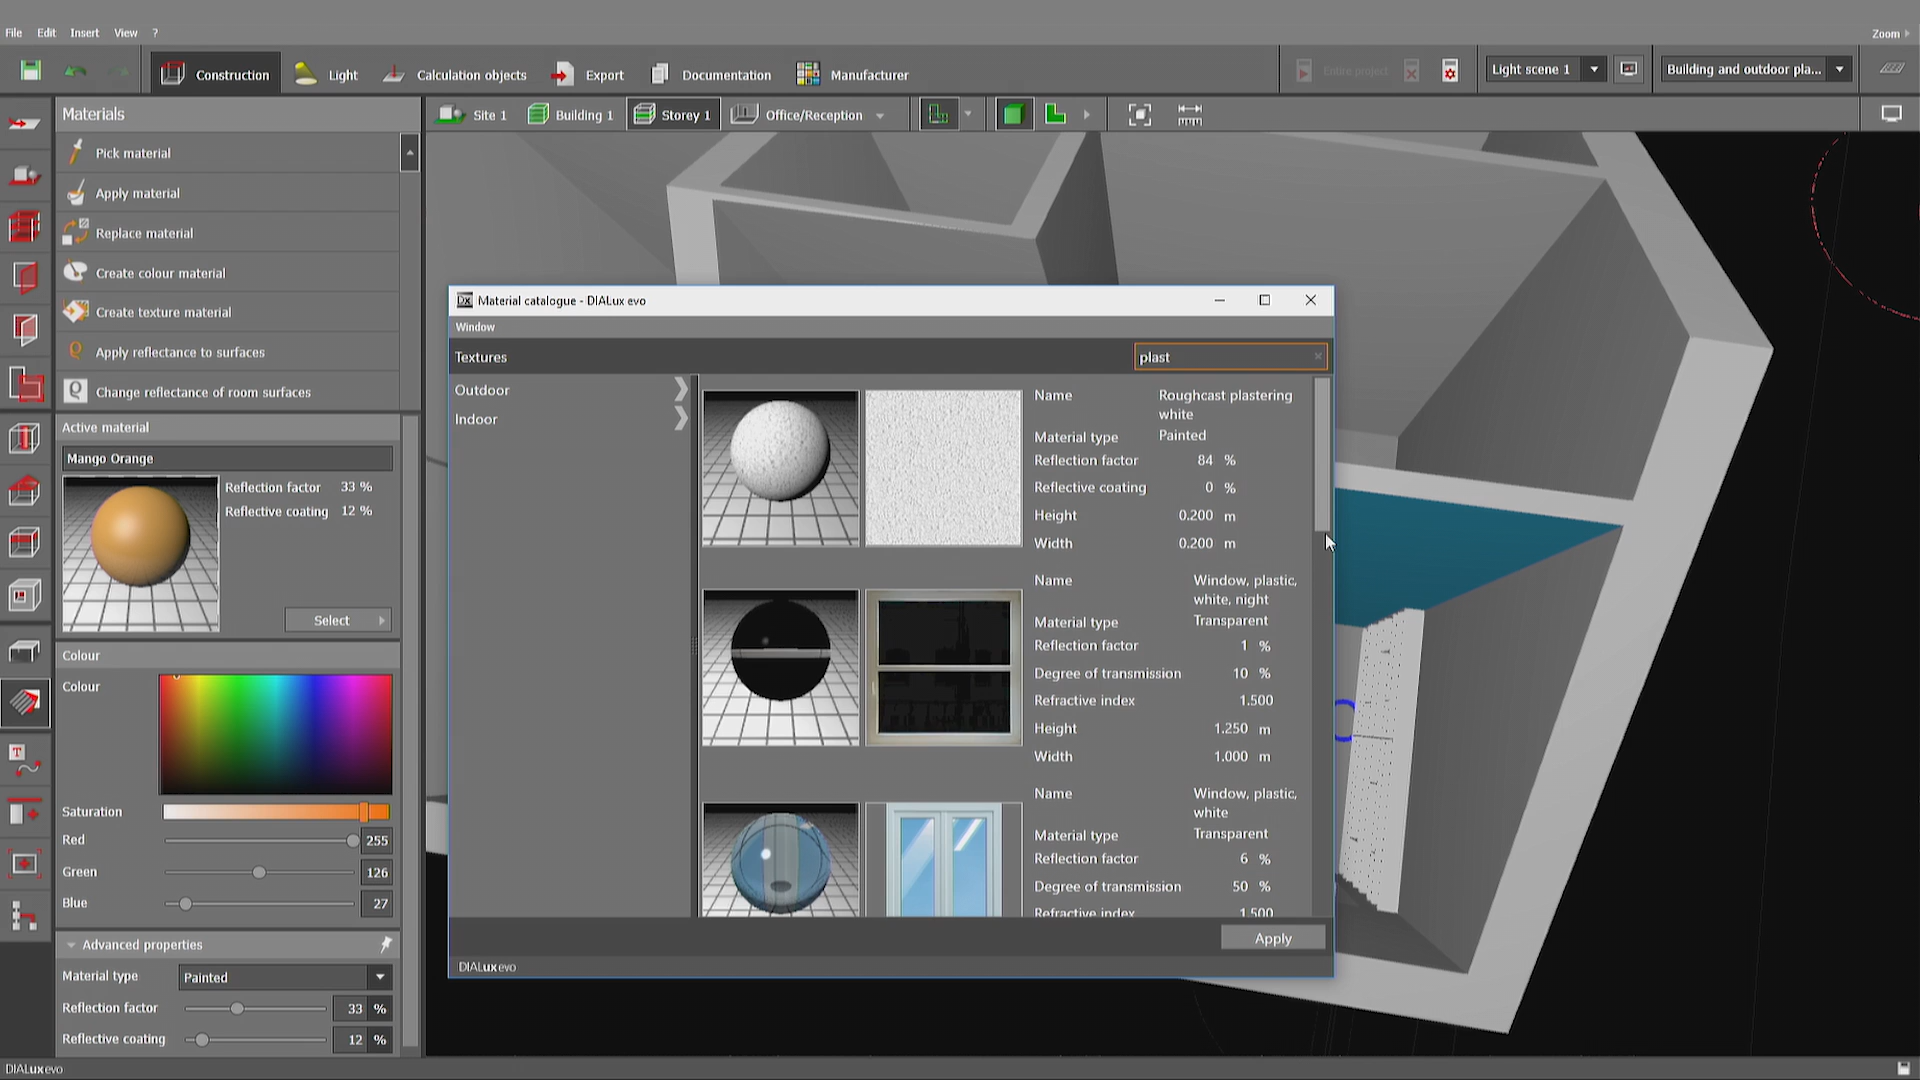 File Edit Insert View ?
Zoom
Construction Light Calculation objects Export Documentation Manufacturer
Entire project
Light scene 1
Building and outdoor pla...
Materials
Site 1 Building 1 Storey 1 Office/Reception
Pick material
Apply material
Replace material
Create colour material
Create texture material
Apply reflectance to surfaces
Change reflectance of room surfaces
Active material
Mango Orange
Reflection factor 33 %
Reflective coating 12 %
Select
Colour
Colour
Saturation
Red 255
Green 126
Blue 27
Advanced properties
Material type Painted
Reflection factor 33 %
Reflective coating 12 %
Dx Material catalogue - DIALux evo
Window
Textures plast
Outdoor
Indoor
Name Roughcast plastering
white
Material type Painted
Reflection factor 84 %
Reflective coating 0 %
Height 0.200 m
Width 0.200 m
Name Window, plastic,
white, night
Material type Transparent
Reflection factor 1 %
Degree of transmission 10 %
Refractive index 1.500
Height 1.250 m
Width 1.000 m
Name Window, plastic,
white
Material type Transparent
Reflection factor 6 %
Degree of transmission 50 %
Refractive index 1.500
Apply
DIALux evo
DIALux evo